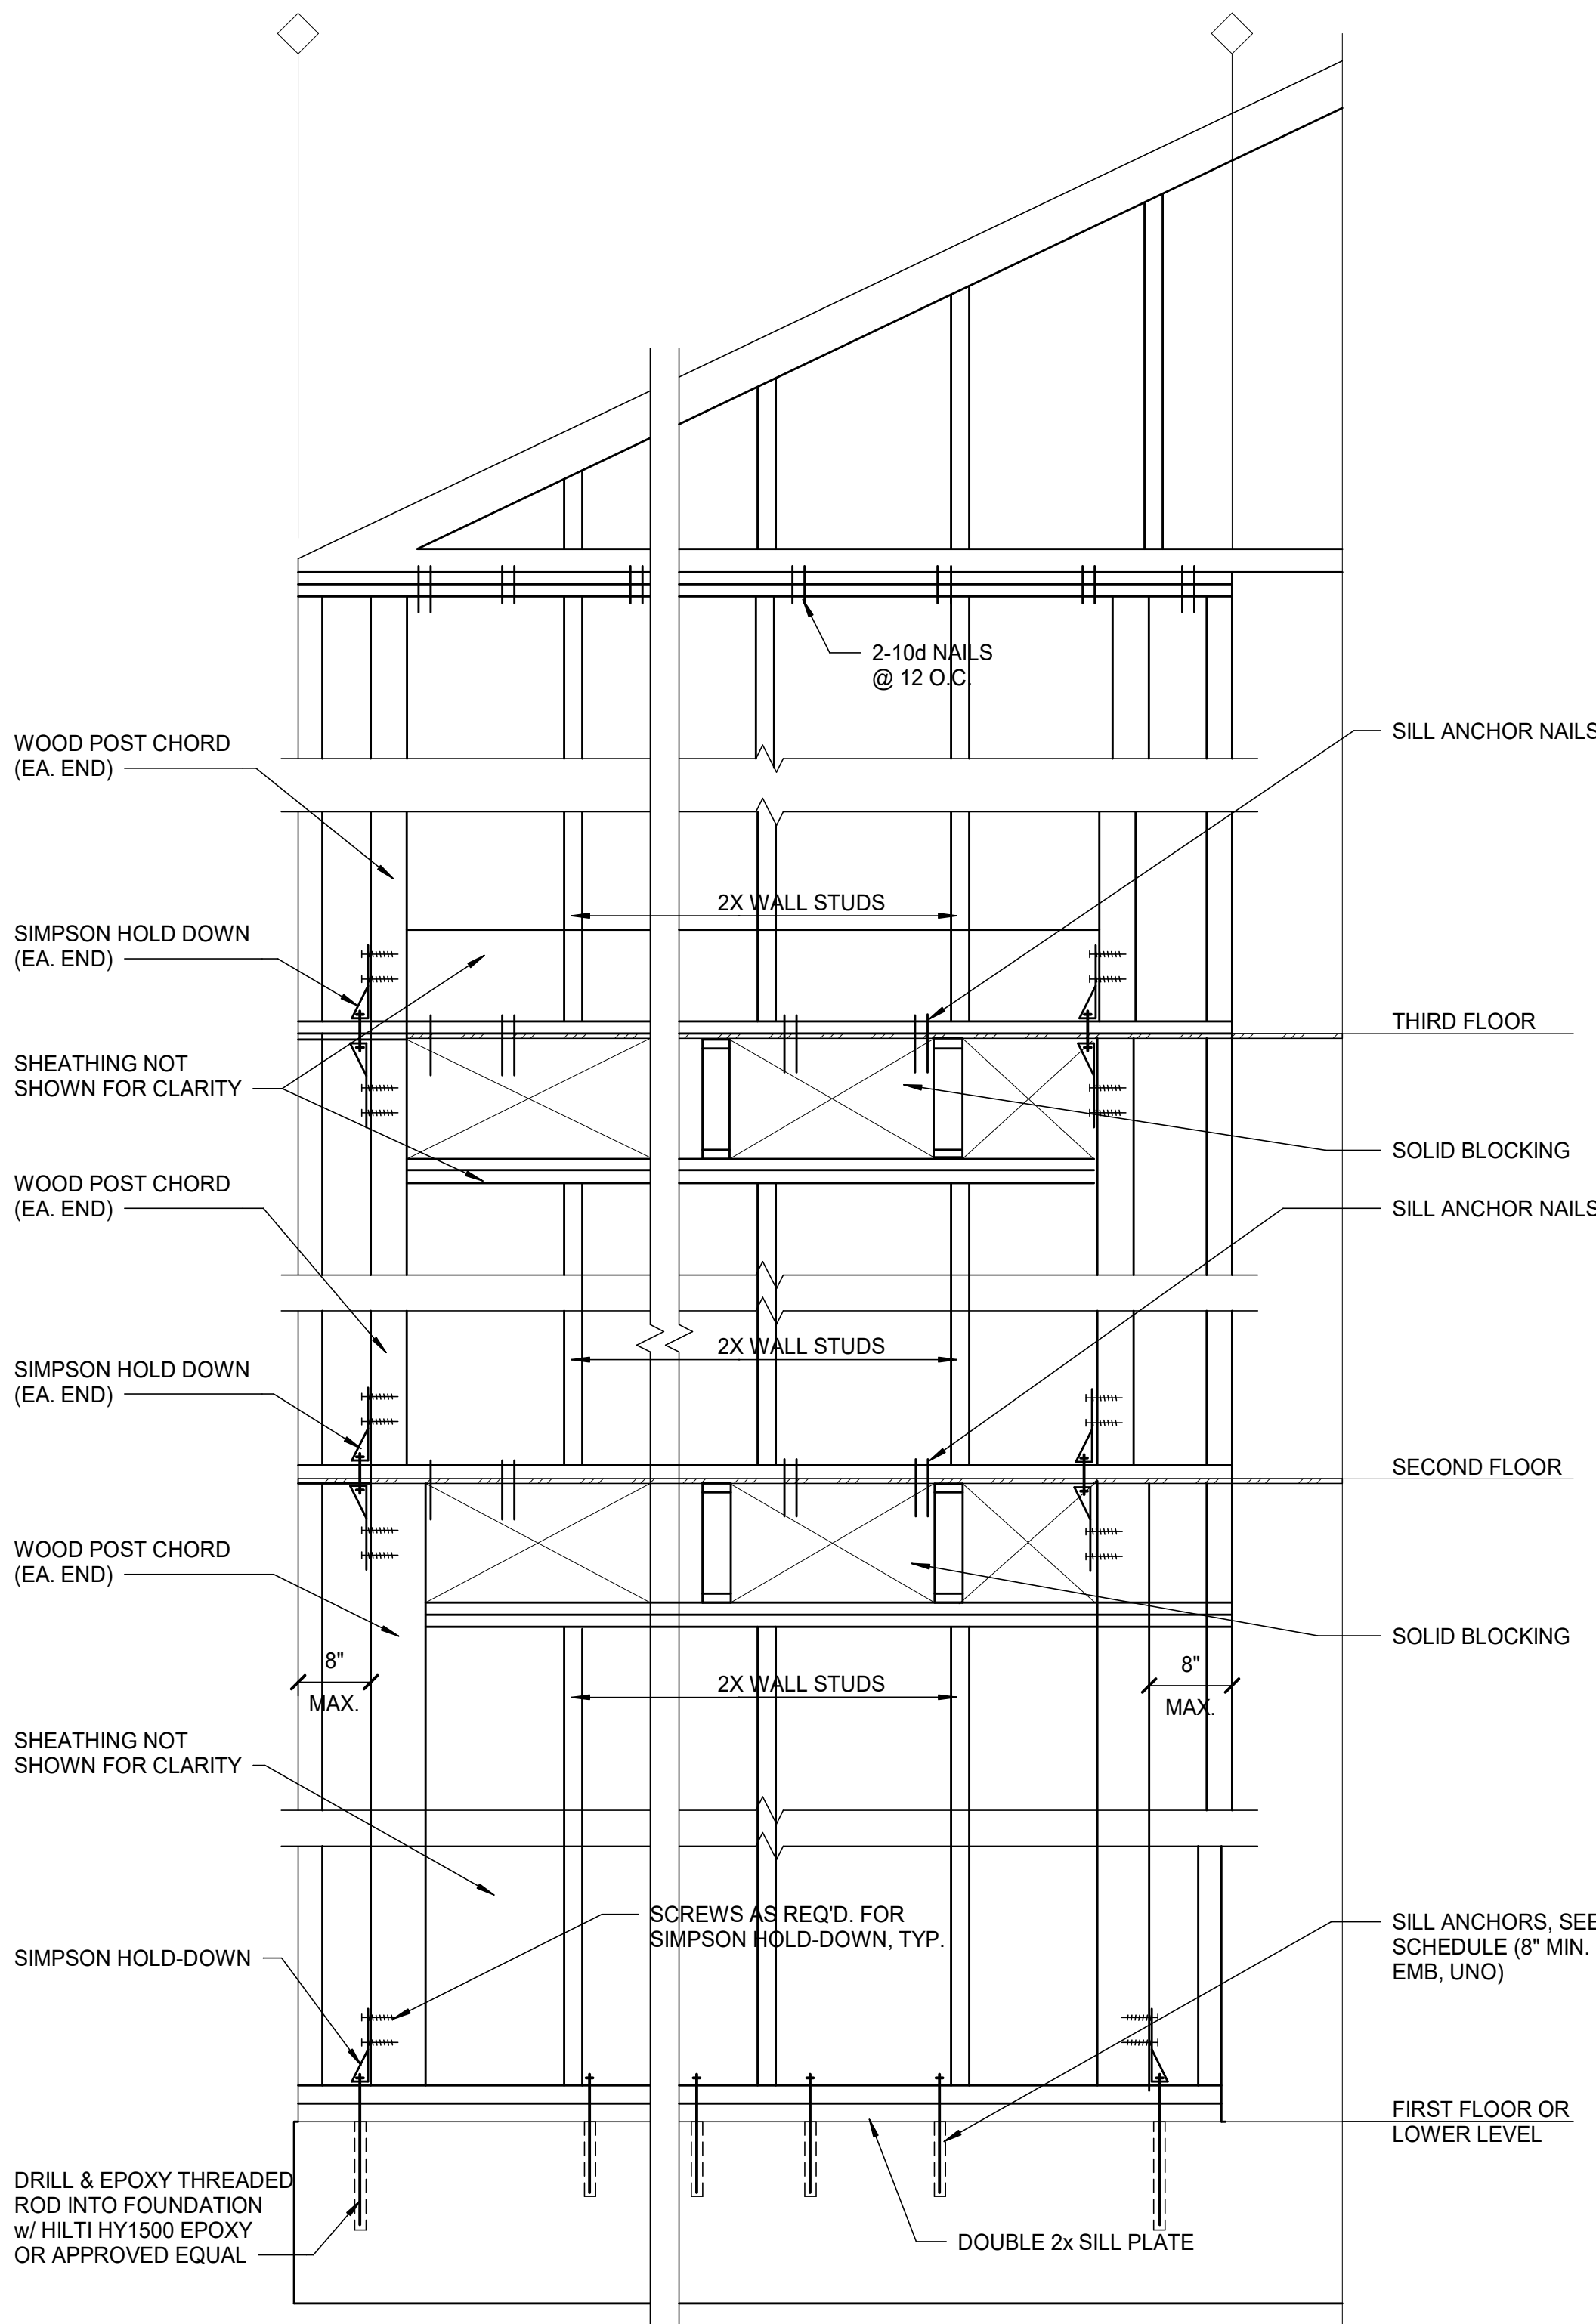 2-10d NAILS
@ 12 O.C.
WOOD POST CHORD
(EA. END)
SILL ANCHOR NAILS
2X WALL STUDS
SIMPSON HOLD DOWN
(EA. END)
THIRD FLOOR
SHEATHING NOT
SHOWN FOR CLARITY
SOLID BLOCKING
WOOD POST CHORD
(EA. END)
SILL ANCHOR NAILS
2X WALL STUDS
SIMPSON HOLD DOWN
(EA. END)
SECOND FLOOR
WOOD POST CHORD
(EA. END)
SOLID BLOCKING
8"
MAX.
2X WALL STUDS
8"
MAX.
SHEATHING NOT
SHOWN FOR CLARITY
SCREWS AS REQ'D. FOR
SIMPSON HOLD-DOWN, TYP.
SILL ANCHORS, SEE
SCHEDULE (8" MIN.
EMB, UNO)
SIMPSON HOLD-DOWN
FIRST FLOOR OR
LOWER LEVEL
DRILL & EPOXY THREADED
ROD INTO FOUNDATION
w/ HILTI HY1500 EPOXY
OR APPROVED EQUAL
DOUBLE 2x SILL PLATE